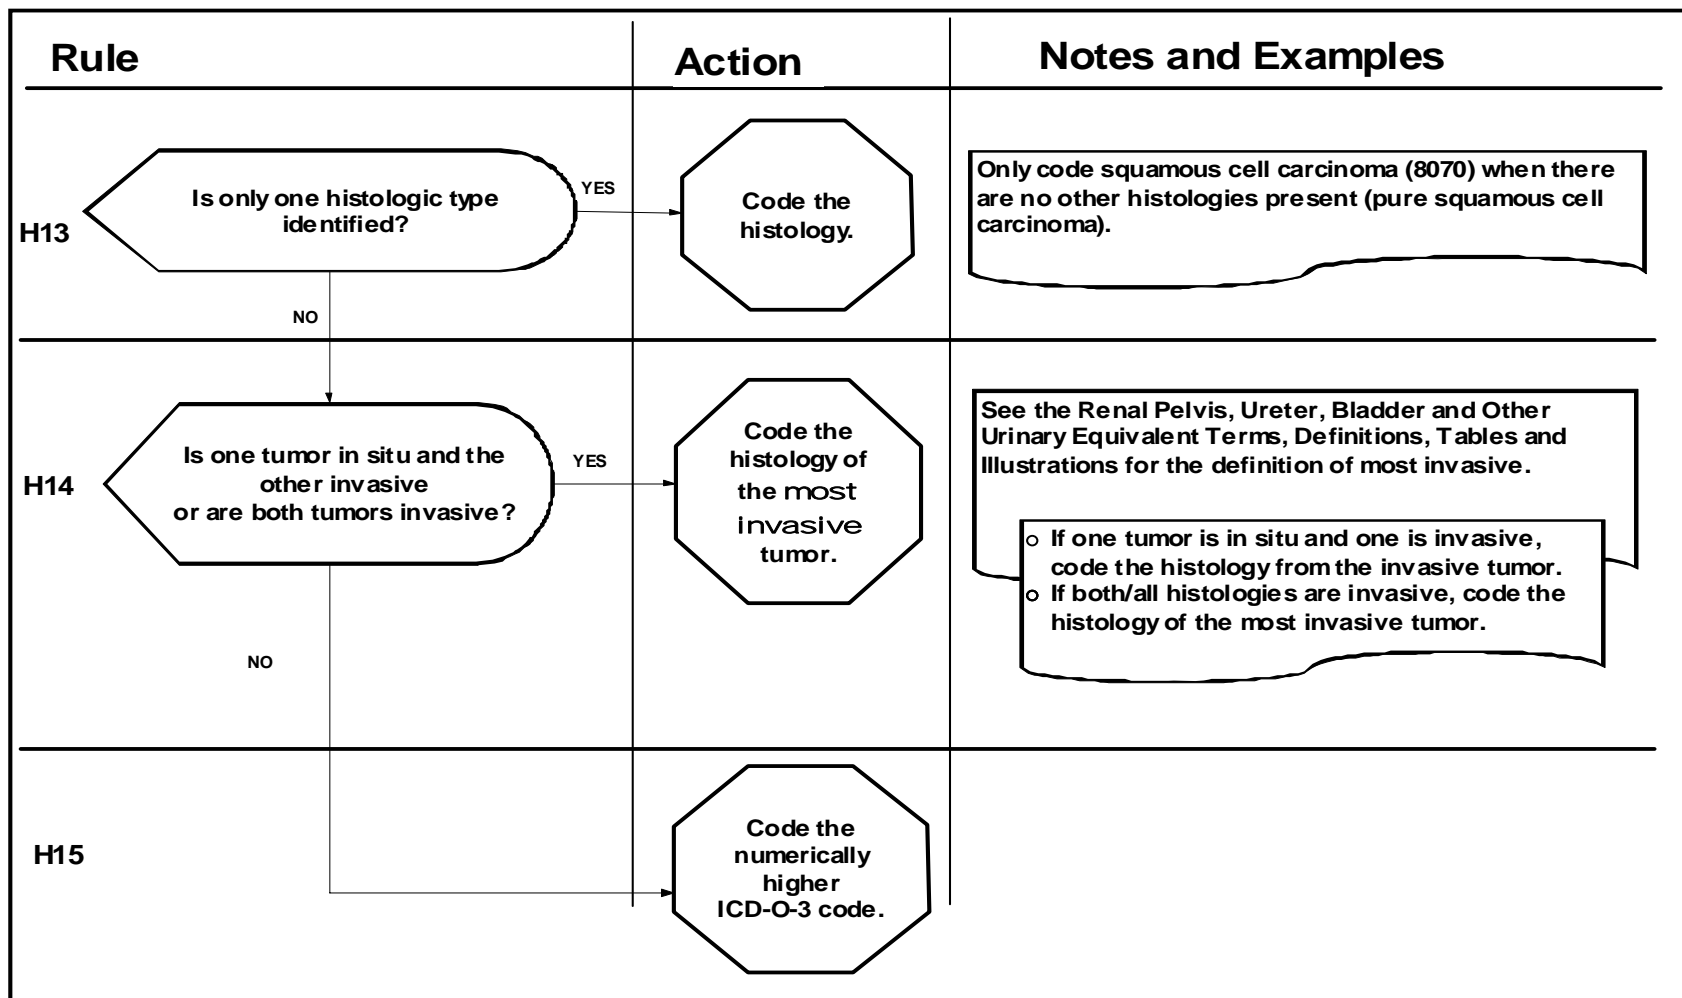 Rule
Action
Notes and Examples
H13
Is only one histologic type
identified?
YES
Code the
histology.
Only code squamous cell carcinoma (8070) when there
are no other histologies present (pure squamous cell
carcinoma).
NO
H14
Is one tumor in situ and the
other invasive
or are both tumors invasive?
YES
Code the
histology of
the most
invasive
tumor.
See the Renal Pelvis, Ureter, Bladder and Other
Urinary Equivalent Terms, Definitions, Tables and
Illustrations for the definition of most invasive.
o If one tumor is in situ and one is invasive,
code the histology from the invasive tumor.
o If both/all histologies are invasive, code the
histology of the most invasive tumor.
NO
H15
Code the
numerically
higher
ICD-O-3 code.